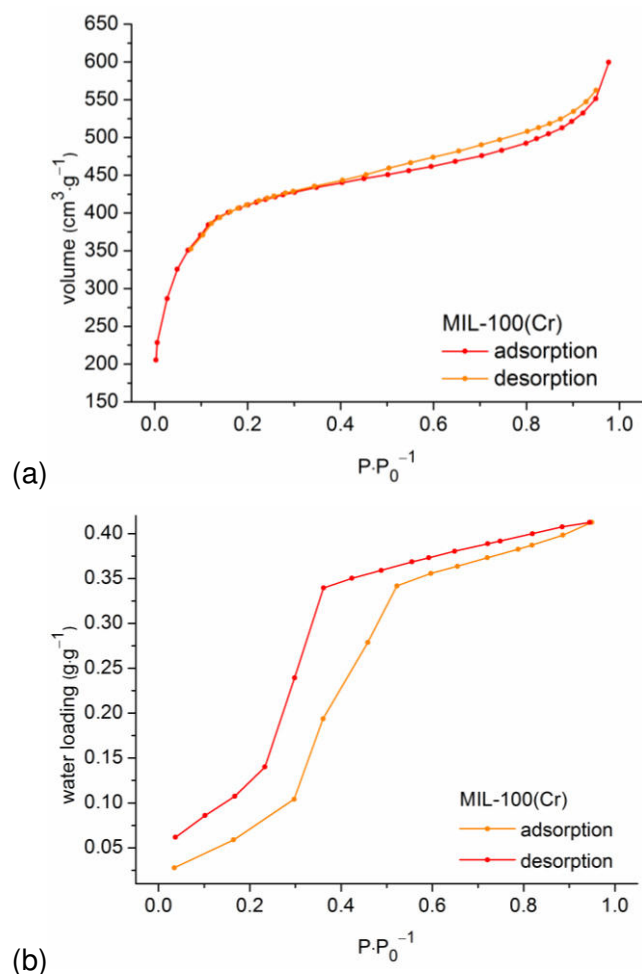 600
550
500
450
400
350
300
250
200
150
volume (cm³·g⁻¹)
MIL-100(Cr)
adsorption
desorption
0.0 0.2 0.4 0.6 0.8 1.0
P·P₀⁻¹
(a)
0.40
0.35
0.30
0.25
0.20
0.15
0.10
0.05
water loading (g·g⁻¹)
MIL-100(Cr)
adsorption
desorption
0.0 0.2 0.4 0.6 0.8 1.0
P·P₀⁻¹
(b)